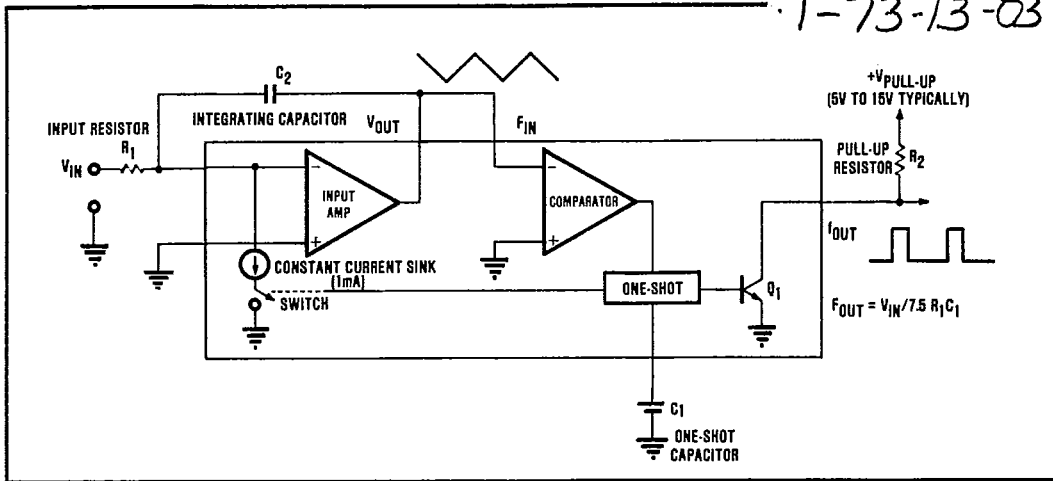 ·1-73-13-03
C2
INTEGRATING CAPACITOR
VOUT
FIN
+VPULL-UP
(5V TO 15V TYPICALLY)
INPUT RESISTOR
R1
VIN
PULL-UP
RESISTOR
R2
−
INPUT
AMP
+
−
COMPARATOR
+
fOUT
CONSTANT CURRENT SINK
(1mA)
SWITCH
ONE-SHOT
Q1
FOUT = VIN/7.5 R1C1
C1
ONE-SHOT
CAPACITOR